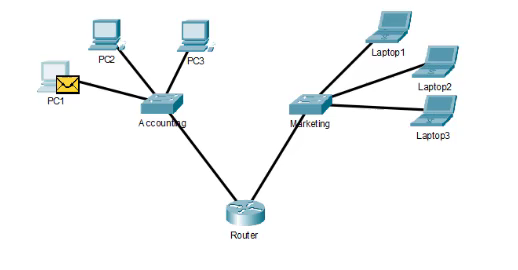 Laptop1
PC2
PC3
Laptop2
PC1
Accounting
Marketing
Laptop3
Router